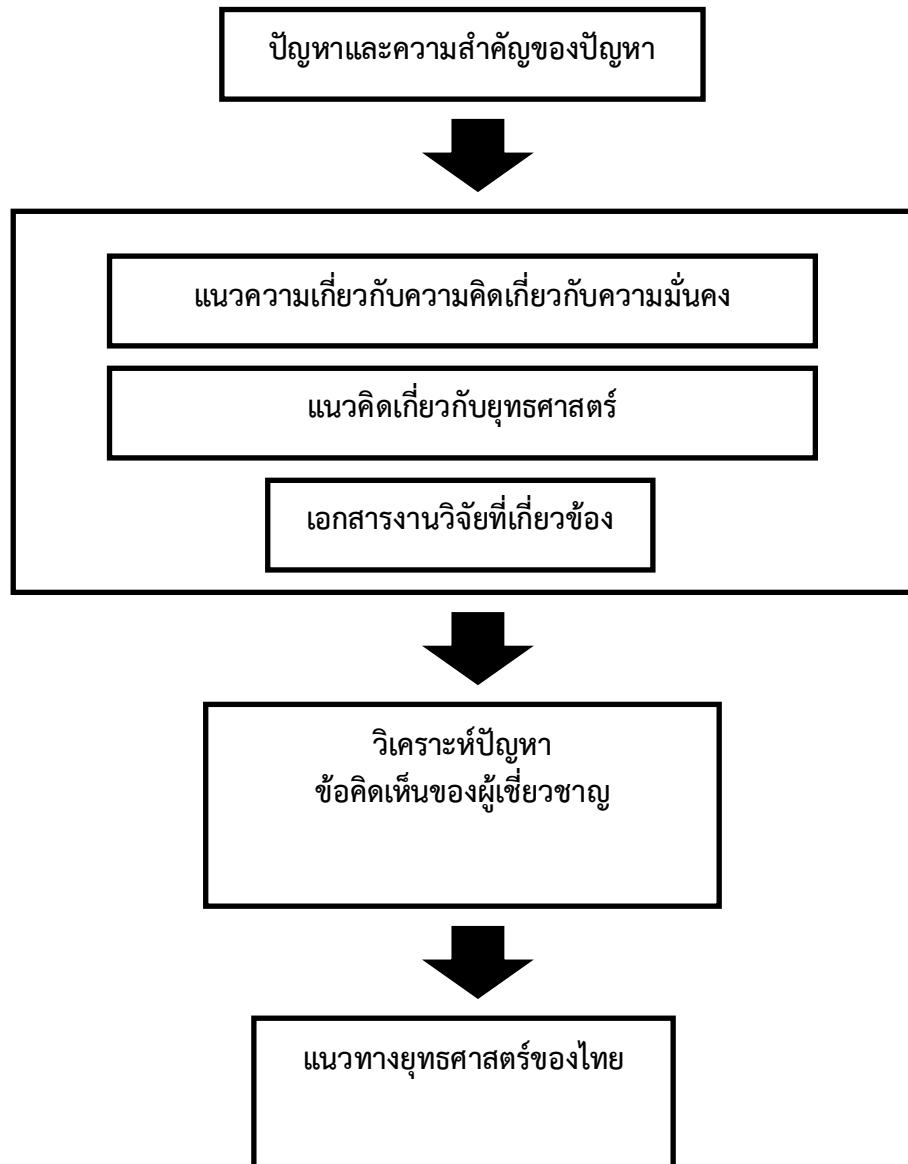 ปัญหาและความสำคัญของปัญหา
แนวความเกี่ยวกับความคิดเกี่ยวกับความมั่นคง
แนวคิดเกี่ยวกับยุทธศาสตร์
เอกสารงานวิจัยที่เกี่ยวข้อง
วิเคราะห์ปัญหา
ข้อคิดเห็นของผู้เชี่ยวชาญ
แนวทางยุทธศาสตร์ของไทย